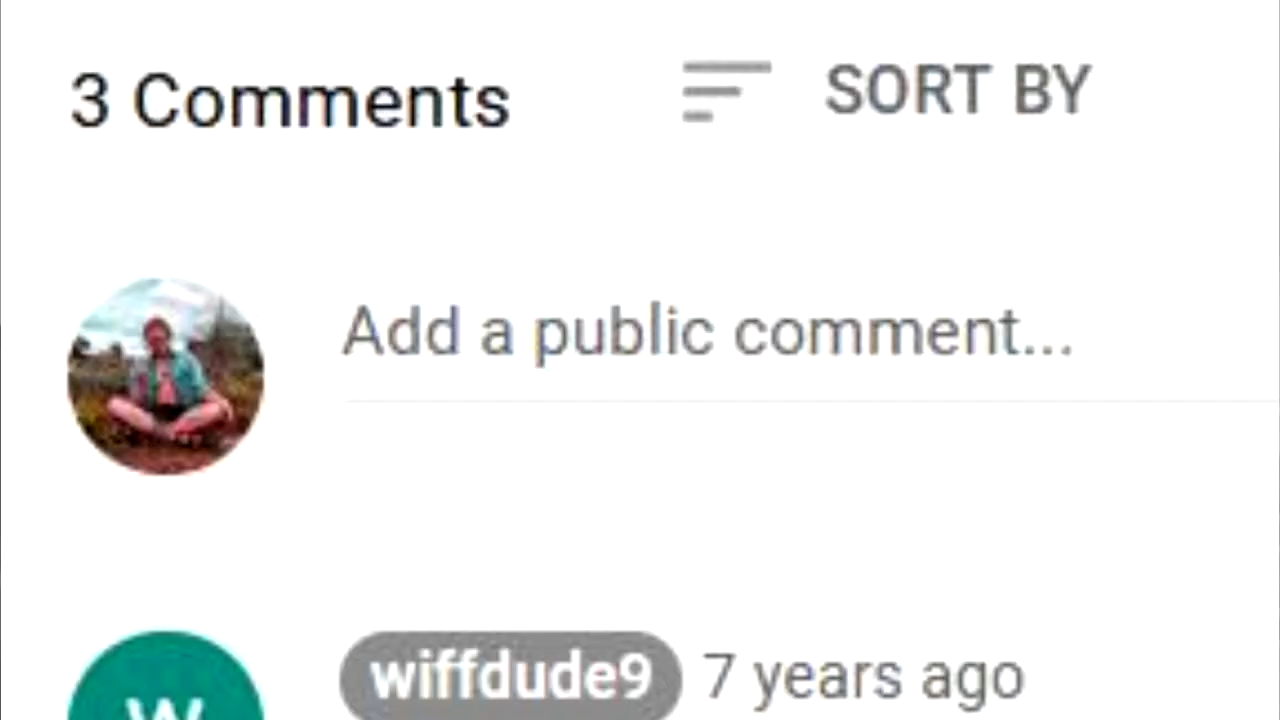 3 Comments SORT BY
Add a public comment...
W wiffdude9 7 years ago